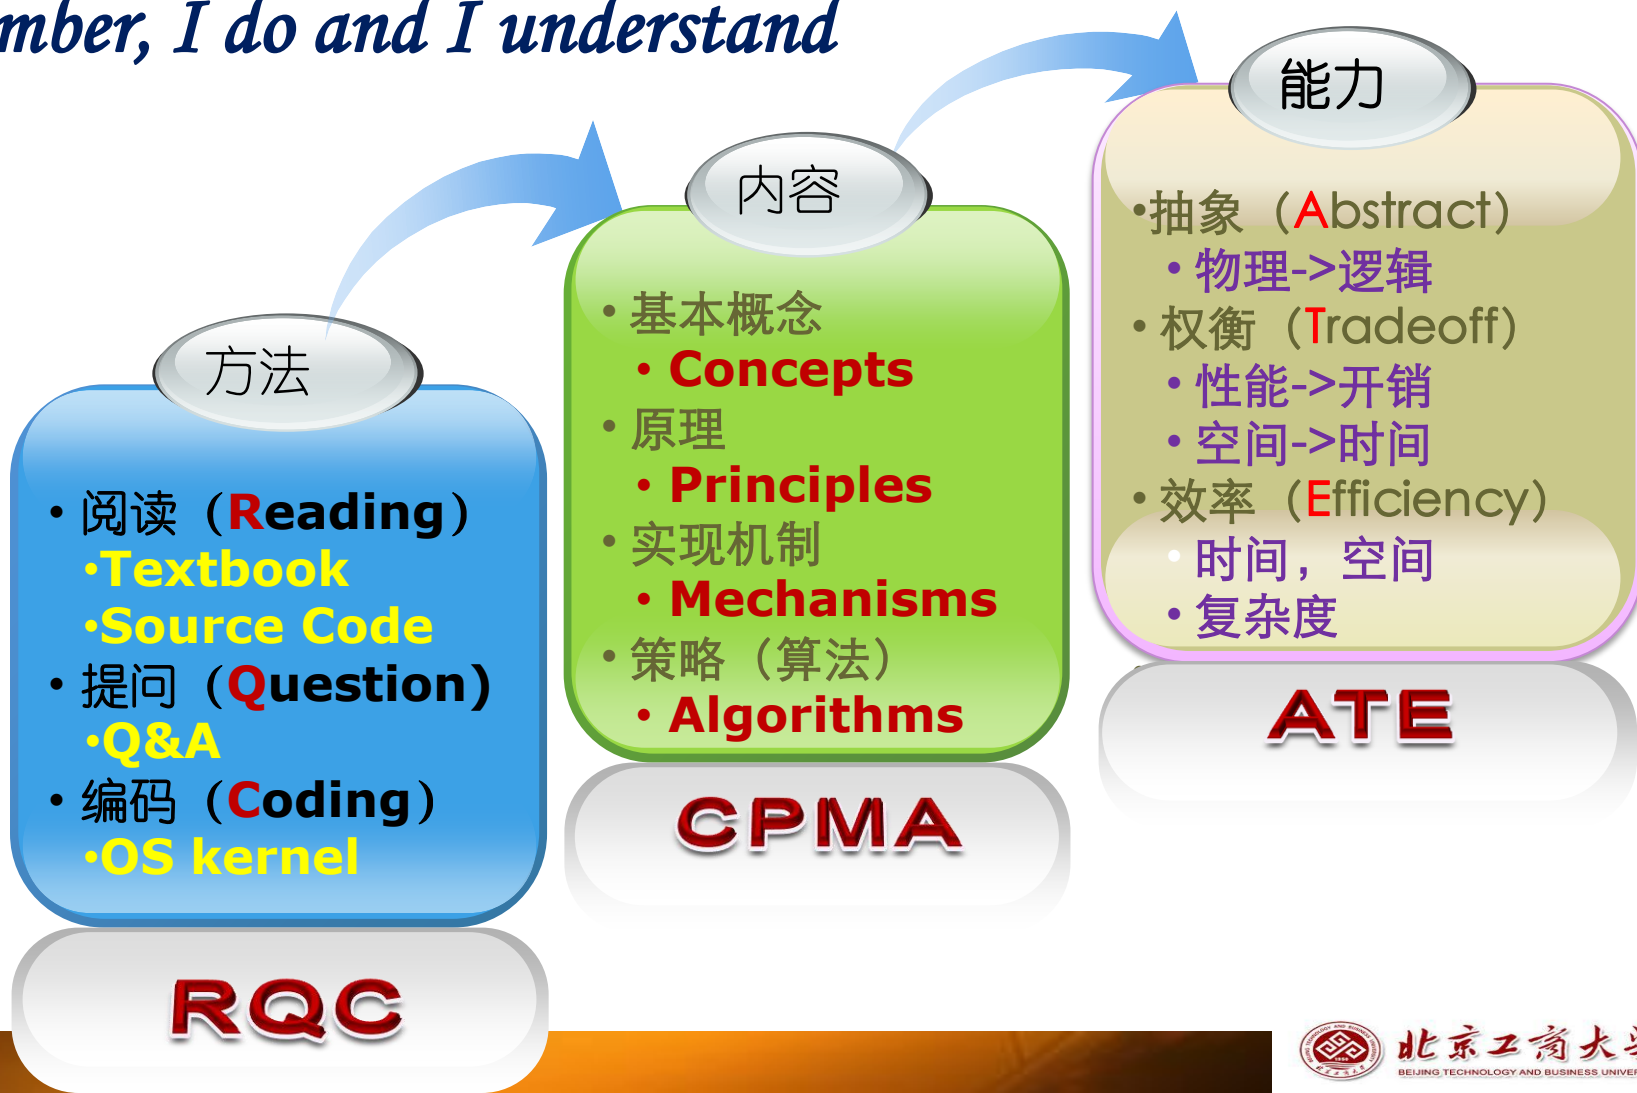 mber, I do and I understand
方法
• 阅读（Reading）
•Textbook
•Source Code
• 提问（Question)
•Q&A
• 编码（Coding）
•OS kernel
RQC
内容
• 基本概念
• Concepts
• 原理
• Principles
• 实现机制
• Mechanisms
• 策略（算法）
• Algorithms
CPMA
能力
•抽象（Abstract）
• 物理->逻辑
• 权衡（Tradeoff）
• 性能->开销
• 空间->时间
• 效率（Efficiency）
• 时间，空间
• 复杂度
ATE
北京工商大学
BEIJING TECHNOLOGY AND BUSINESS UNIVER